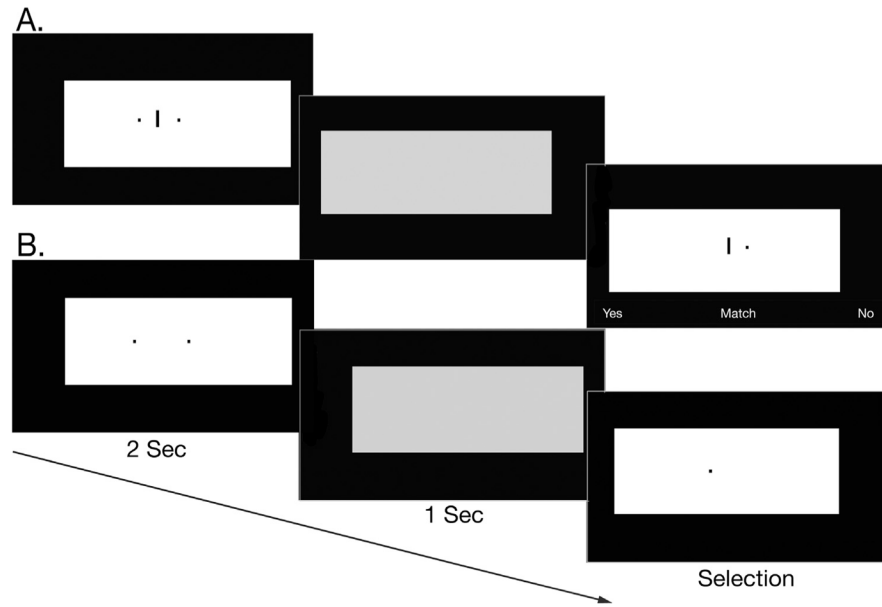 A.
Yes Match No
B.
2 Sec
1 Sec
Selection